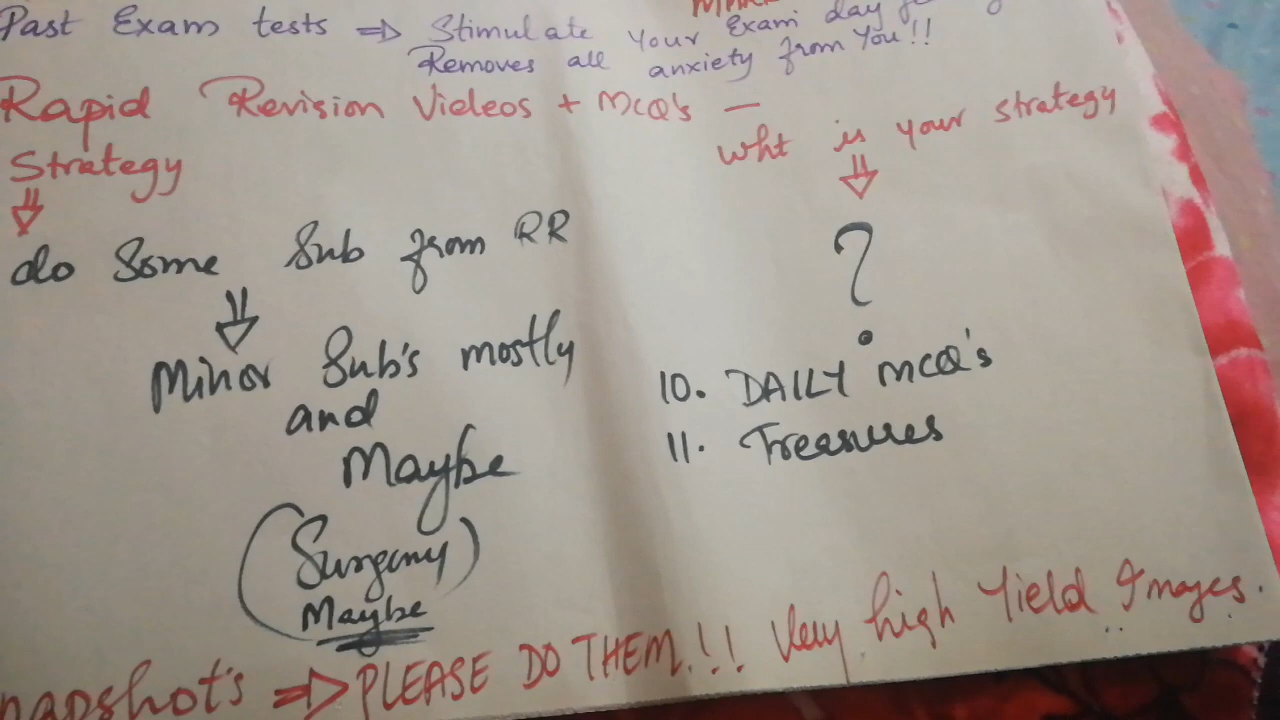 Past Exam tests ⇒ Stimulate Your Exam day
Removes all anxiety from You!!
Rapid Revision Videos + MCQ's —
Strategy
⇓
do Some Sub from RR
⇓
Minor Sub's mostly
and
Maybe
(Surgery)
Maybe
wht is your strategy
⇓
?
10. DAILY MCQ's
11. Treasures
napshot's ⇒ PLEASE DO THEM!!! Very high Yield Images.